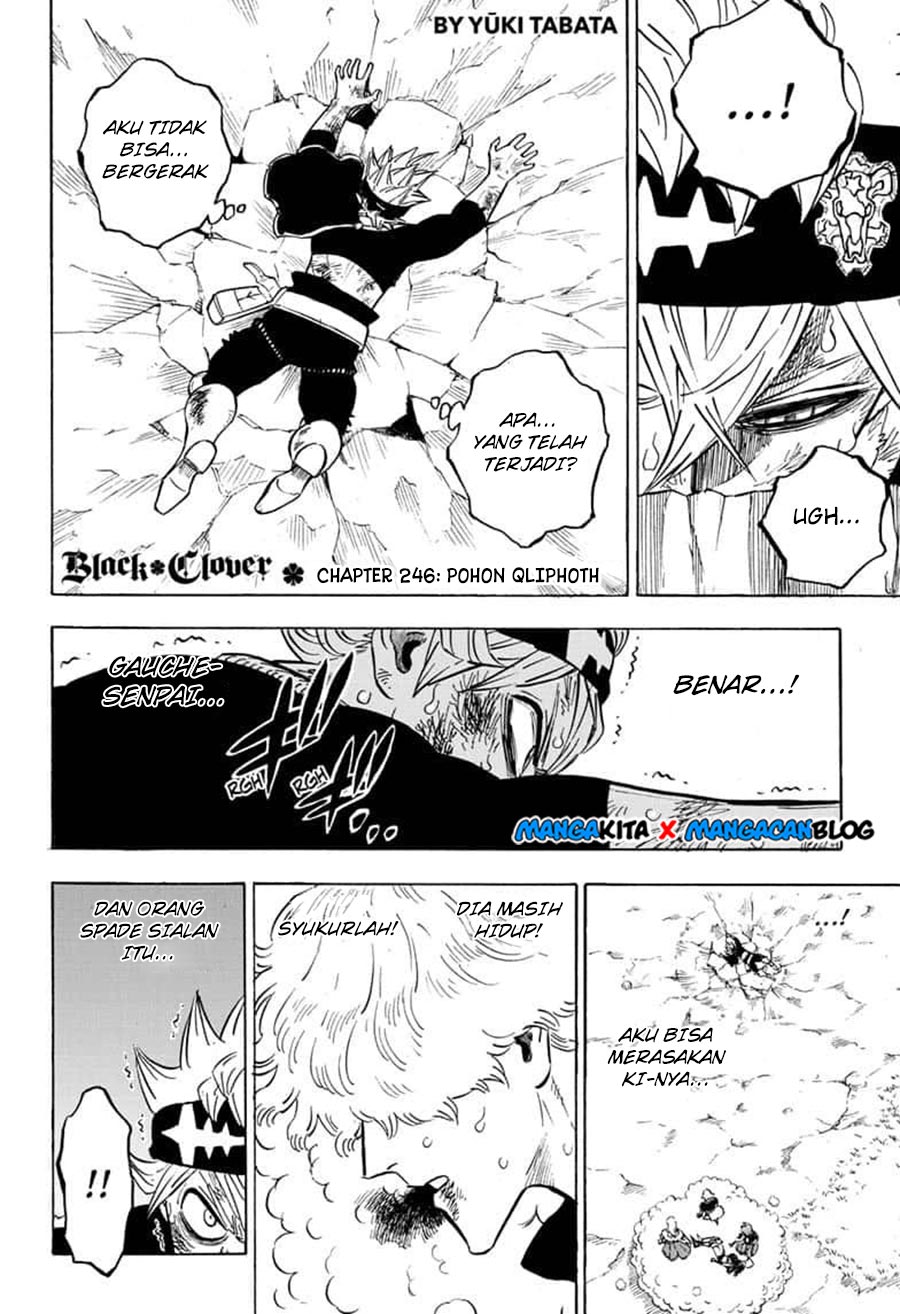 BY YŪKI TABATA
...!
UGH...
AKU TIDAK
BISA...
BERGERAK
APA...
YANG TELAH
TERJADI?
Black Clover
CHAPTER 246: POHON QLIPHOTH
BENAR...!
GAUCHE-
SENPAI...
ギ!!
RGH!
ギ!!...
RGH
MANGAKITA X MANGACANBLOG
...!
AKU BISA
MERASAKAN
KI-NYA...
DIA MASIH
HIDUP!
SYUKURLAH!
DAN ORANG
SPADE SIALAN
ITU...
!!